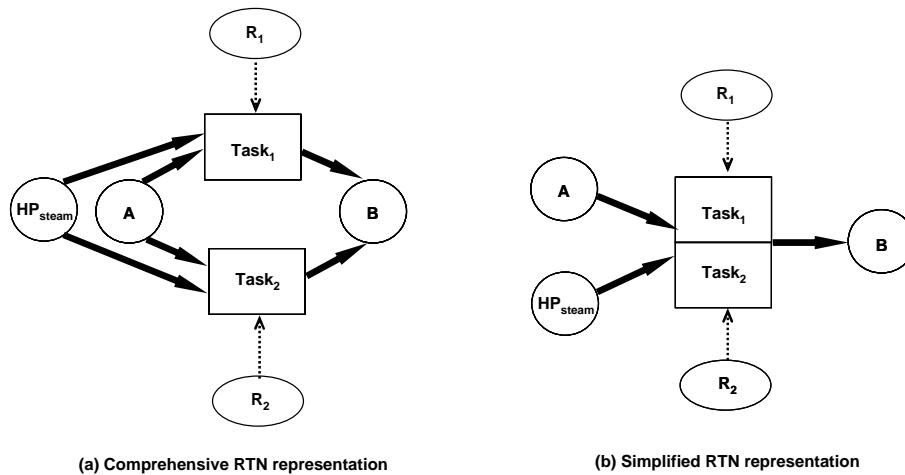 R1
Task1
HPsteam
A
B
Task2
R2
(a) Comprehensive RTN representation
R1
A
Task1
Task2
B
HPsteam
R2
(b) Simplified RTN representation